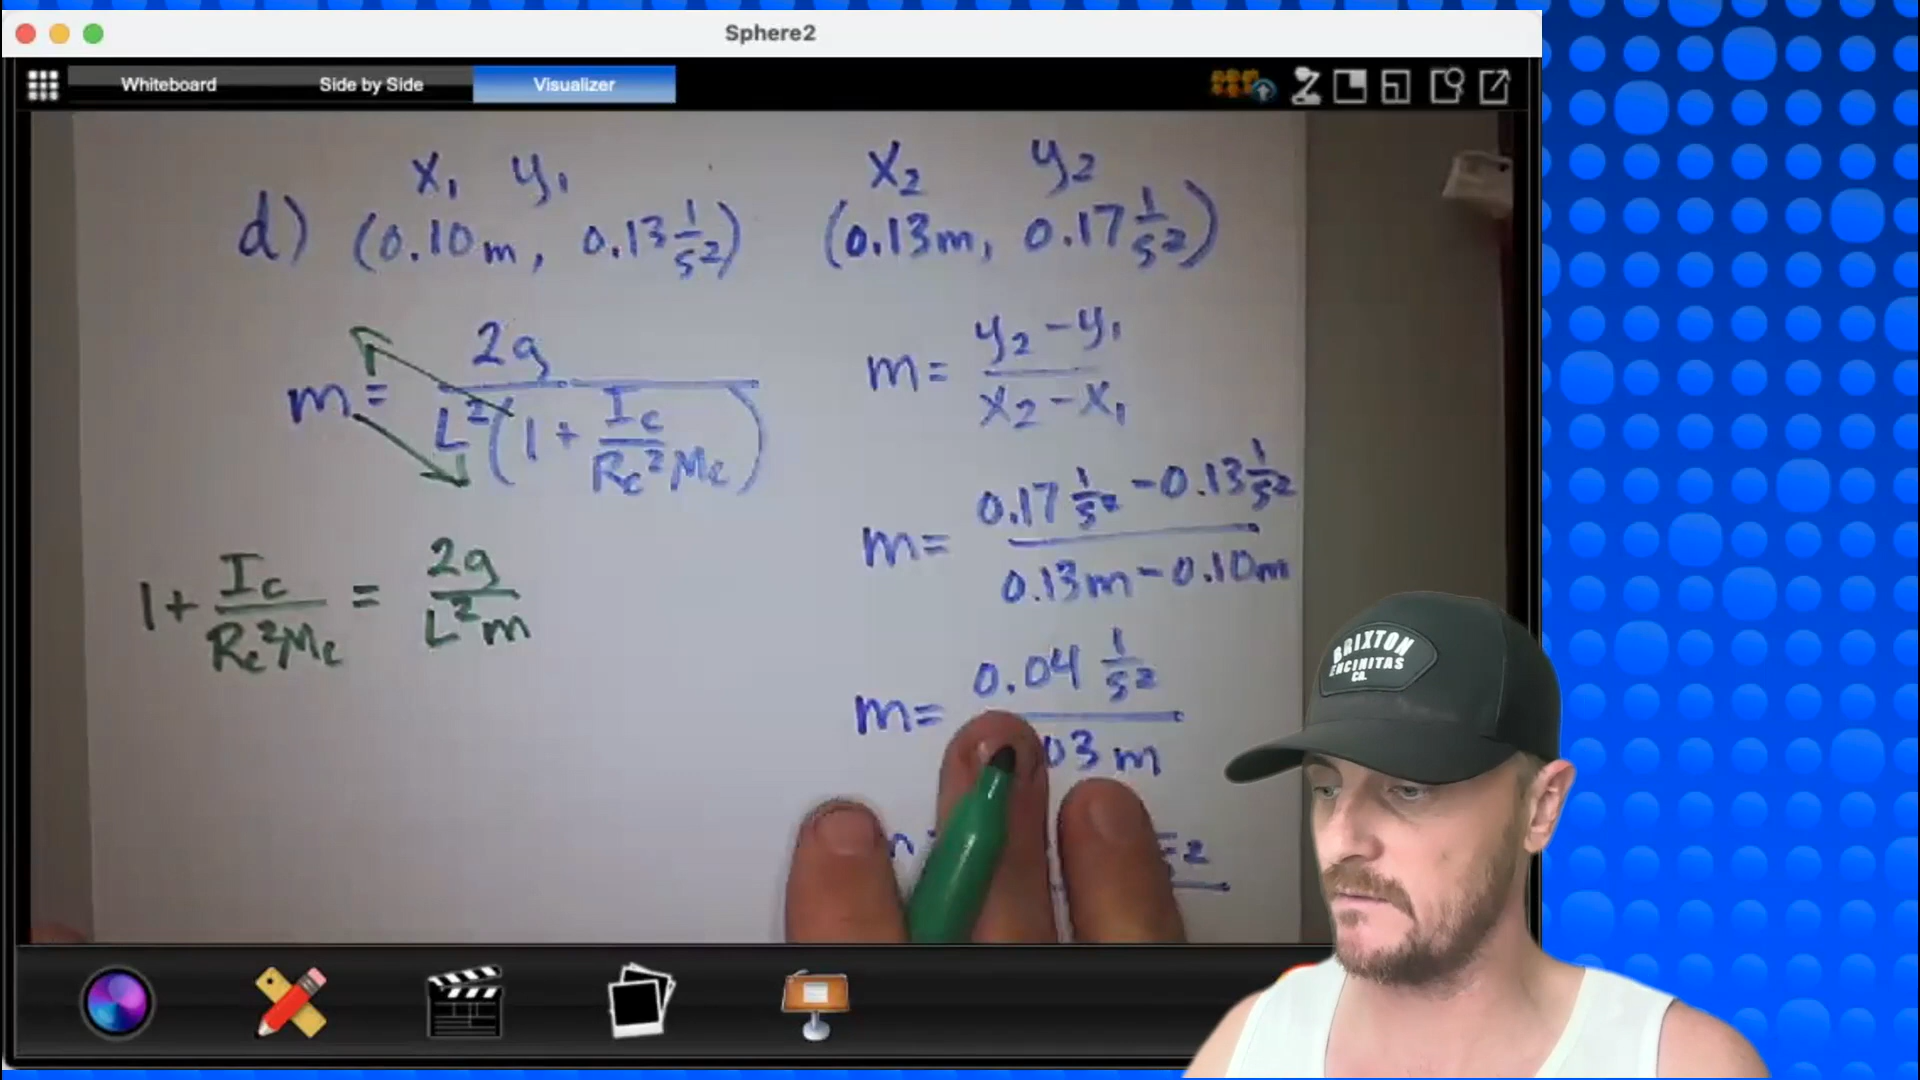 Sphere2
Whiteboard Side by Side Visualizer
x₁ y₁ x₂ y₂
d) (0.10m, 0.13 1/s²) (0.13m, 0.17 1/s²)
m = 2g / L²(1 + Ic / Rc²Mc)
m = y₂ - y₁ / x₂ - x₁
m = 0.17 1/s² - 0.13 1/s² / 0.13m - 0.10m
1 + Ic / Rc²Mc = 2g / L²m
m = 0.04 1/s² / 03 m
BRIXTON
ENCINITAS
CO.